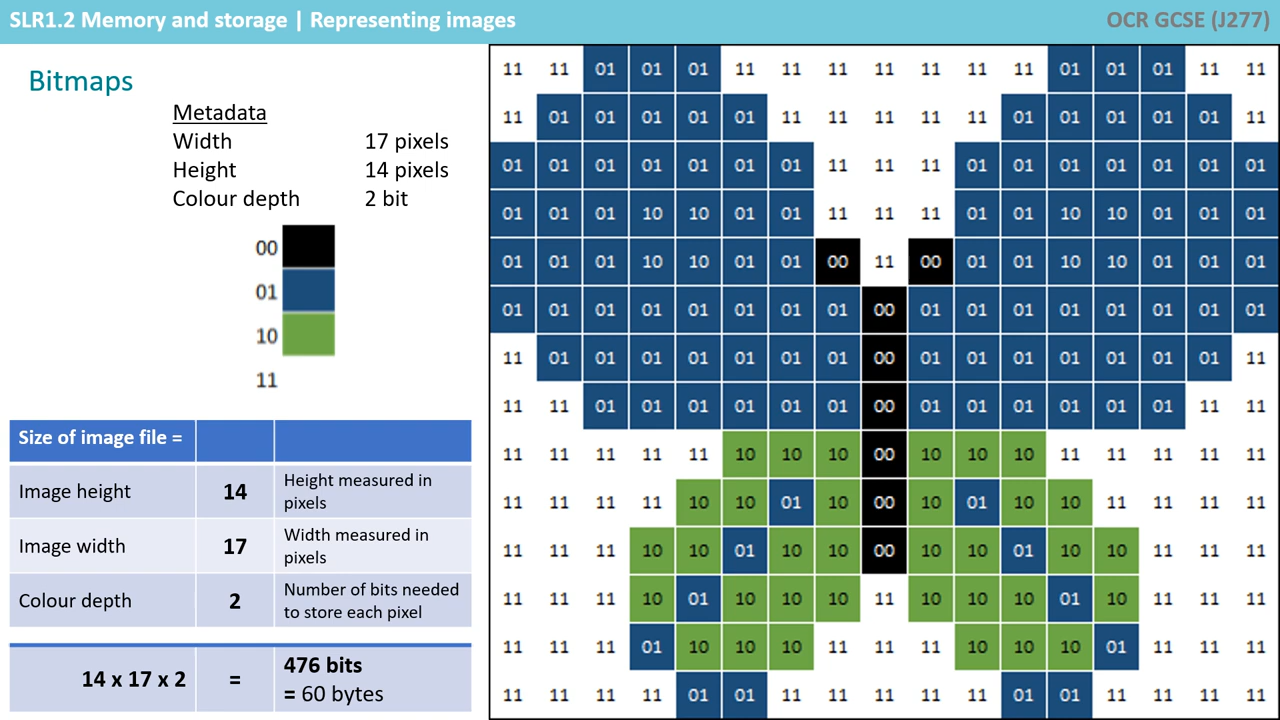 SLR1.2 Memory and storage | Representing images
OCR GCSE (J277)
Bitmaps
Metadata
Width 17 pixels
Height 14 pixels
Colour depth 2 bit
00
01
10
11
Size of image file =
Image height 14 Height measured in pixels
Image width 17 Width measured in pixels
Colour depth 2 Number of bits needed to store each pixel
14 x 17 x 2 = 476 bits
= 60 bytes
11 11 01 01 01 11 11 11 11 11 11 11 01 01 01 11 11
11 01 01 01 01 01 11 11 11 11 11 01 01 01 01 01 11
01 01 01 01 01 01 01 11 11 11 01 01 01 01 01 01 01
01 01 01 10 10 01 01 11 11 11 01 01 10 10 01 01 01
01 01 01 10 10 01 01 00 11 00 01 01 10 10 01 01 01
01 01 01 01 01 01 01 01 00 01 01 01 01 01 01 01 01
11 01 01 01 01 01 01 01 00 01 01 01 01 01 01 01 11
11 11 01 01 01 01 01 01 00 01 01 01 01 01 01 11 11
11 11 11 11 11 10 10 10 00 10 10 10 11 11 11 11 11
11 11 11 11 10 10 01 10 00 10 01 10 10 11 11 11 11
11 11 11 10 10 01 10 10 00 10 10 01 10 10 11 11 11
11 11 11 10 01 10 10 10 11 10 10 10 01 10 11 11 11
11 11 11 01 10 10 10 11 11 11 10 10 10 01 11 11 11
11 11 11 11 01 01 11 11 11 11 11 01 01 11 11 11 11